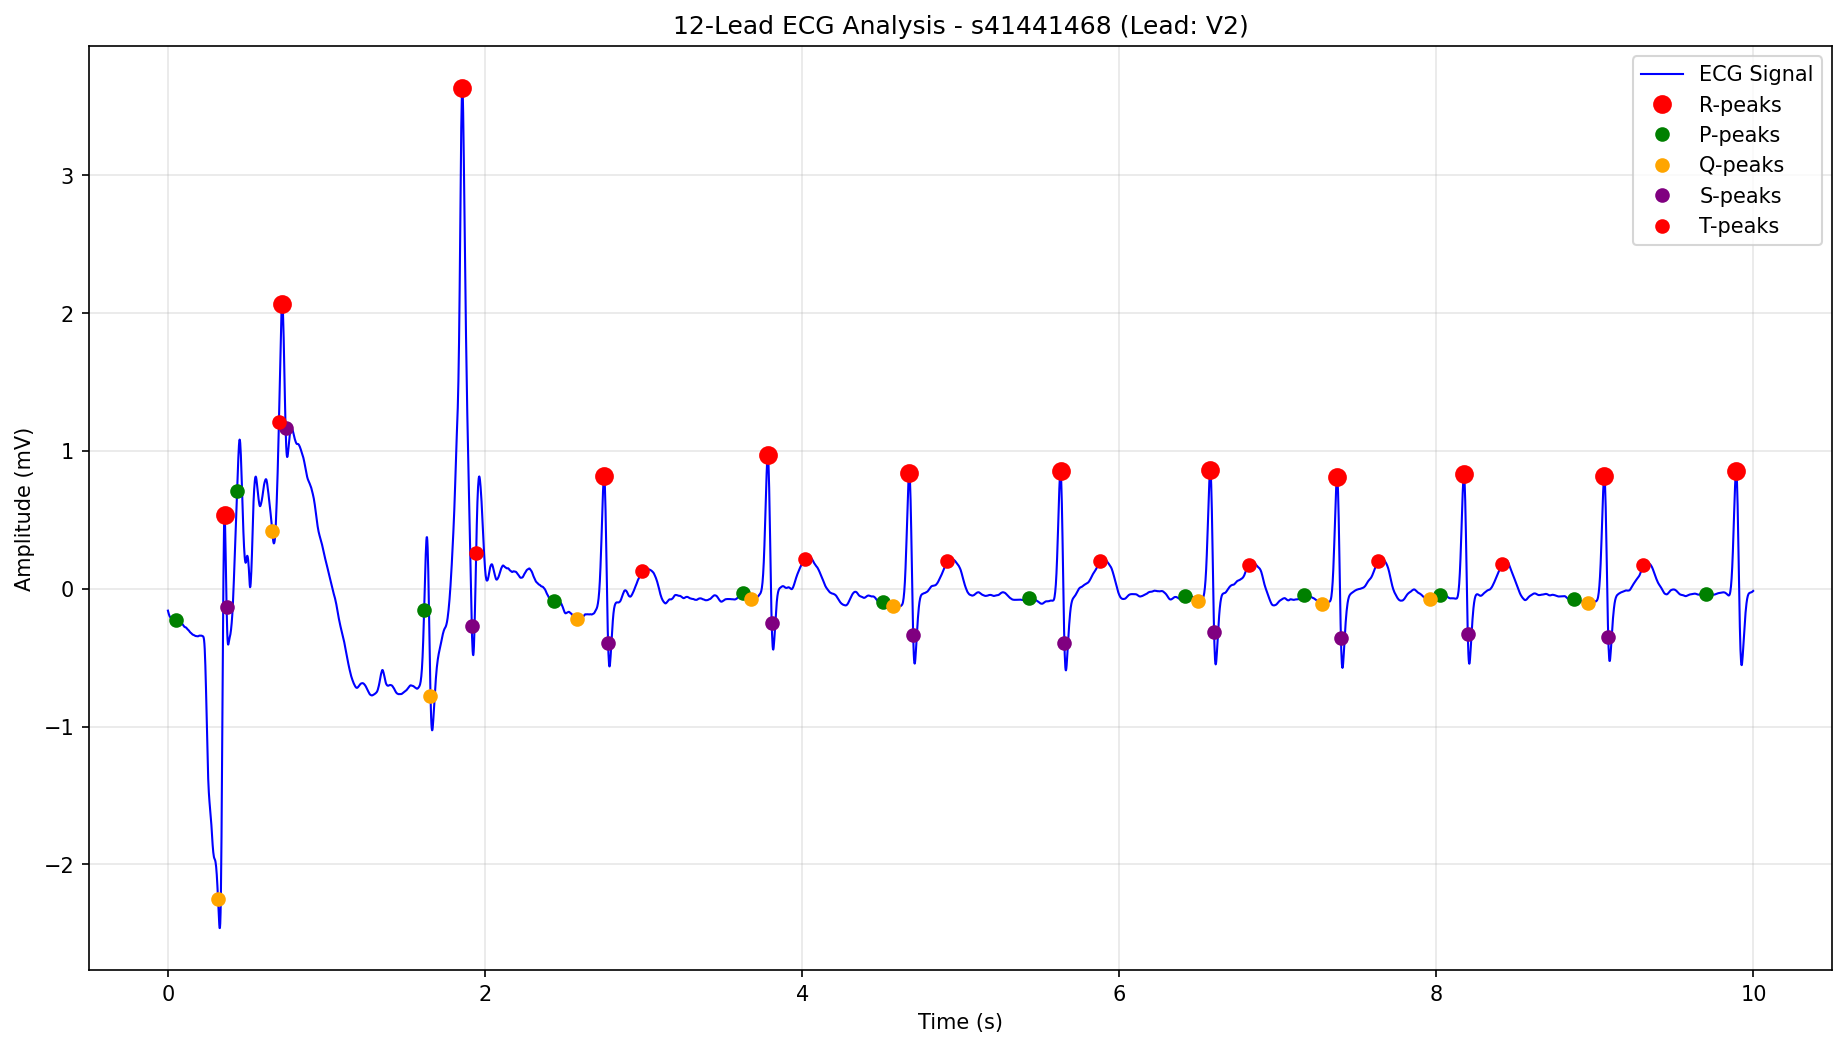 12-Lead ECG Analysis - s41441468 (Lead: V2)
ECG Signal
R-peaks
P-peaks
Q-peaks
S-peaks
T-peaks
Amplitude (mV)
3
2
1
0
−1
−2
0
2
4
6
8
10
Time (s)